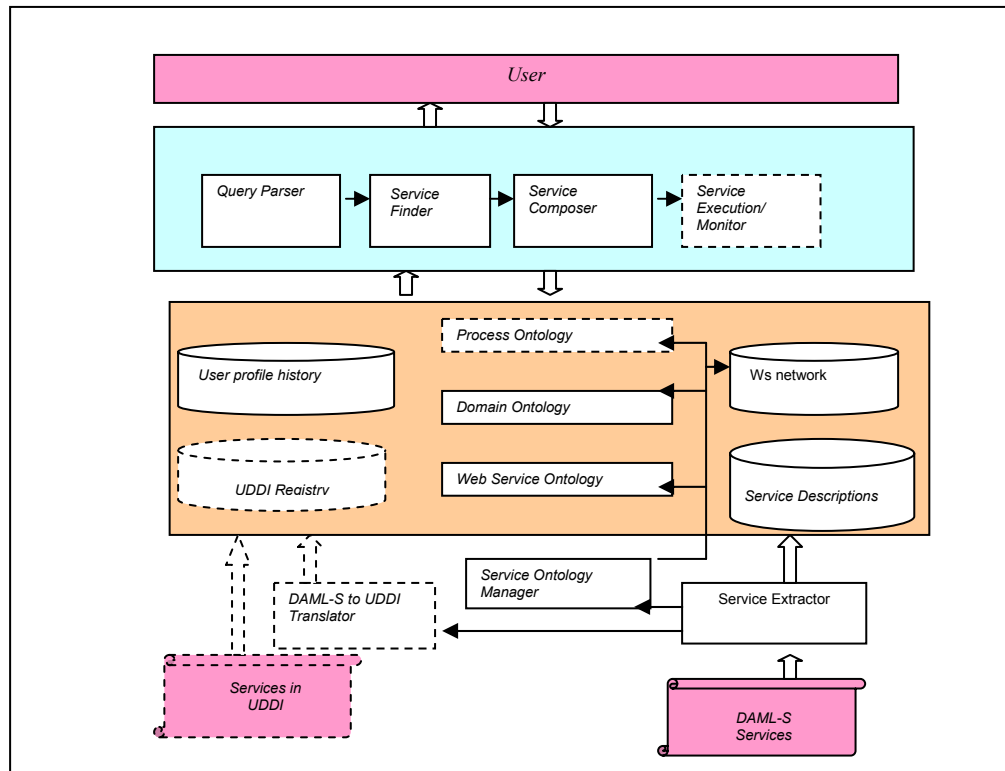 User
Query Parser
Service
Finder
Service
Composer
Service
Execution/
Monitor
Process Ontology
User profile history
Ws network
Domain Ontology
Web Service Ontology
UDDI Registry
Service Descriptions
Service Ontology
Manager
DAML-S to UDDI
Translator
Service Extractor
Services in
UDDI
DAML-S
Services